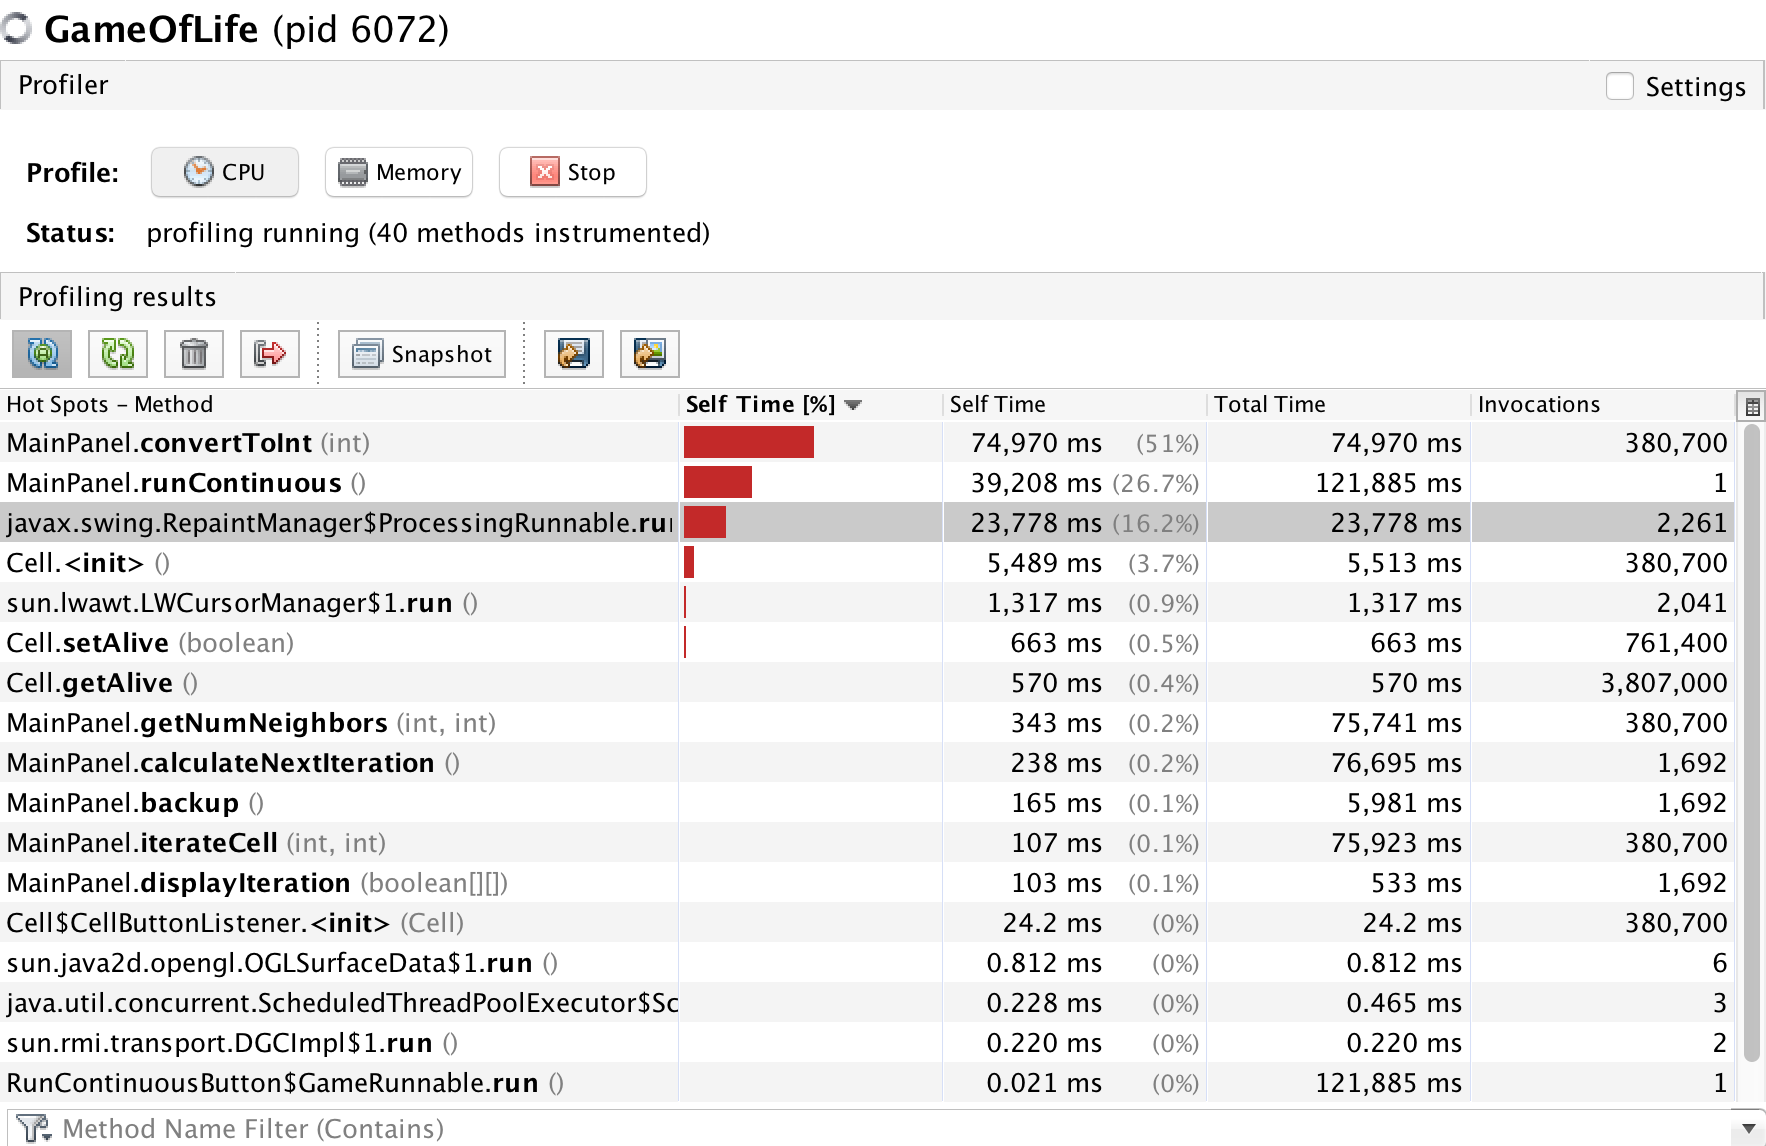 GameOfLife (pid 6072)
Profiler Settings
Profile: CPU Memory Stop
Status: profiling running (40 methods instrumented)
Profiling results
Snapshot
Hot Spots – Method Self Time [%] Self Time Total Time Invocations
MainPanel.convertToInt (int) 74,970 ms (51%) 74,970 ms 380,700
MainPanel.runContinuous () 39,208 ms (26.7%) 121,885 ms 1
javax.swing.RepaintManager$ProcessingRunnable.run 23,778 ms (16.2%) 23,778 ms 2,261
Cell.<init> () 5,489 ms (3.7%) 5,513 ms 380,700
sun.lwawt.LWCursorManager$1.run () 1,317 ms (0.9%) 1,317 ms 2,041
Cell.setAlive (boolean) 663 ms (0.5%) 663 ms 761,400
Cell.getAlive () 570 ms (0.4%) 570 ms 3,807,000
MainPanel.getNumNeighbors (int, int) 343 ms (0.2%) 75,741 ms 380,700
MainPanel.calculateNextIteration () 238 ms (0.2%) 76,695 ms 1,692
MainPanel.backup () 165 ms (0.1%) 5,981 ms 1,692
MainPanel.iterateCell (int, int) 107 ms (0.1%) 75,923 ms 380,700
MainPanel.displayIteration (boolean[][]) 103 ms (0.1%) 533 ms 1,692
Cell$CellButtonListener.<init> (Cell) 24.2 ms (0%) 24.2 ms 380,700
sun.java2d.opengl.OGLSurfaceData$1.run () 0.812 ms (0%) 0.812 ms 6
java.util.concurrent.ScheduledThreadPoolExecutor$Sc 0.228 ms (0%) 0.465 ms 3
sun.rmi.transport.DGCImpl$1.run () 0.220 ms (0%) 0.220 ms 2
RunContinuousButton$GameRunnable.run () 0.021 ms (0%) 121,885 ms 1
Method Name Filter (Contains)